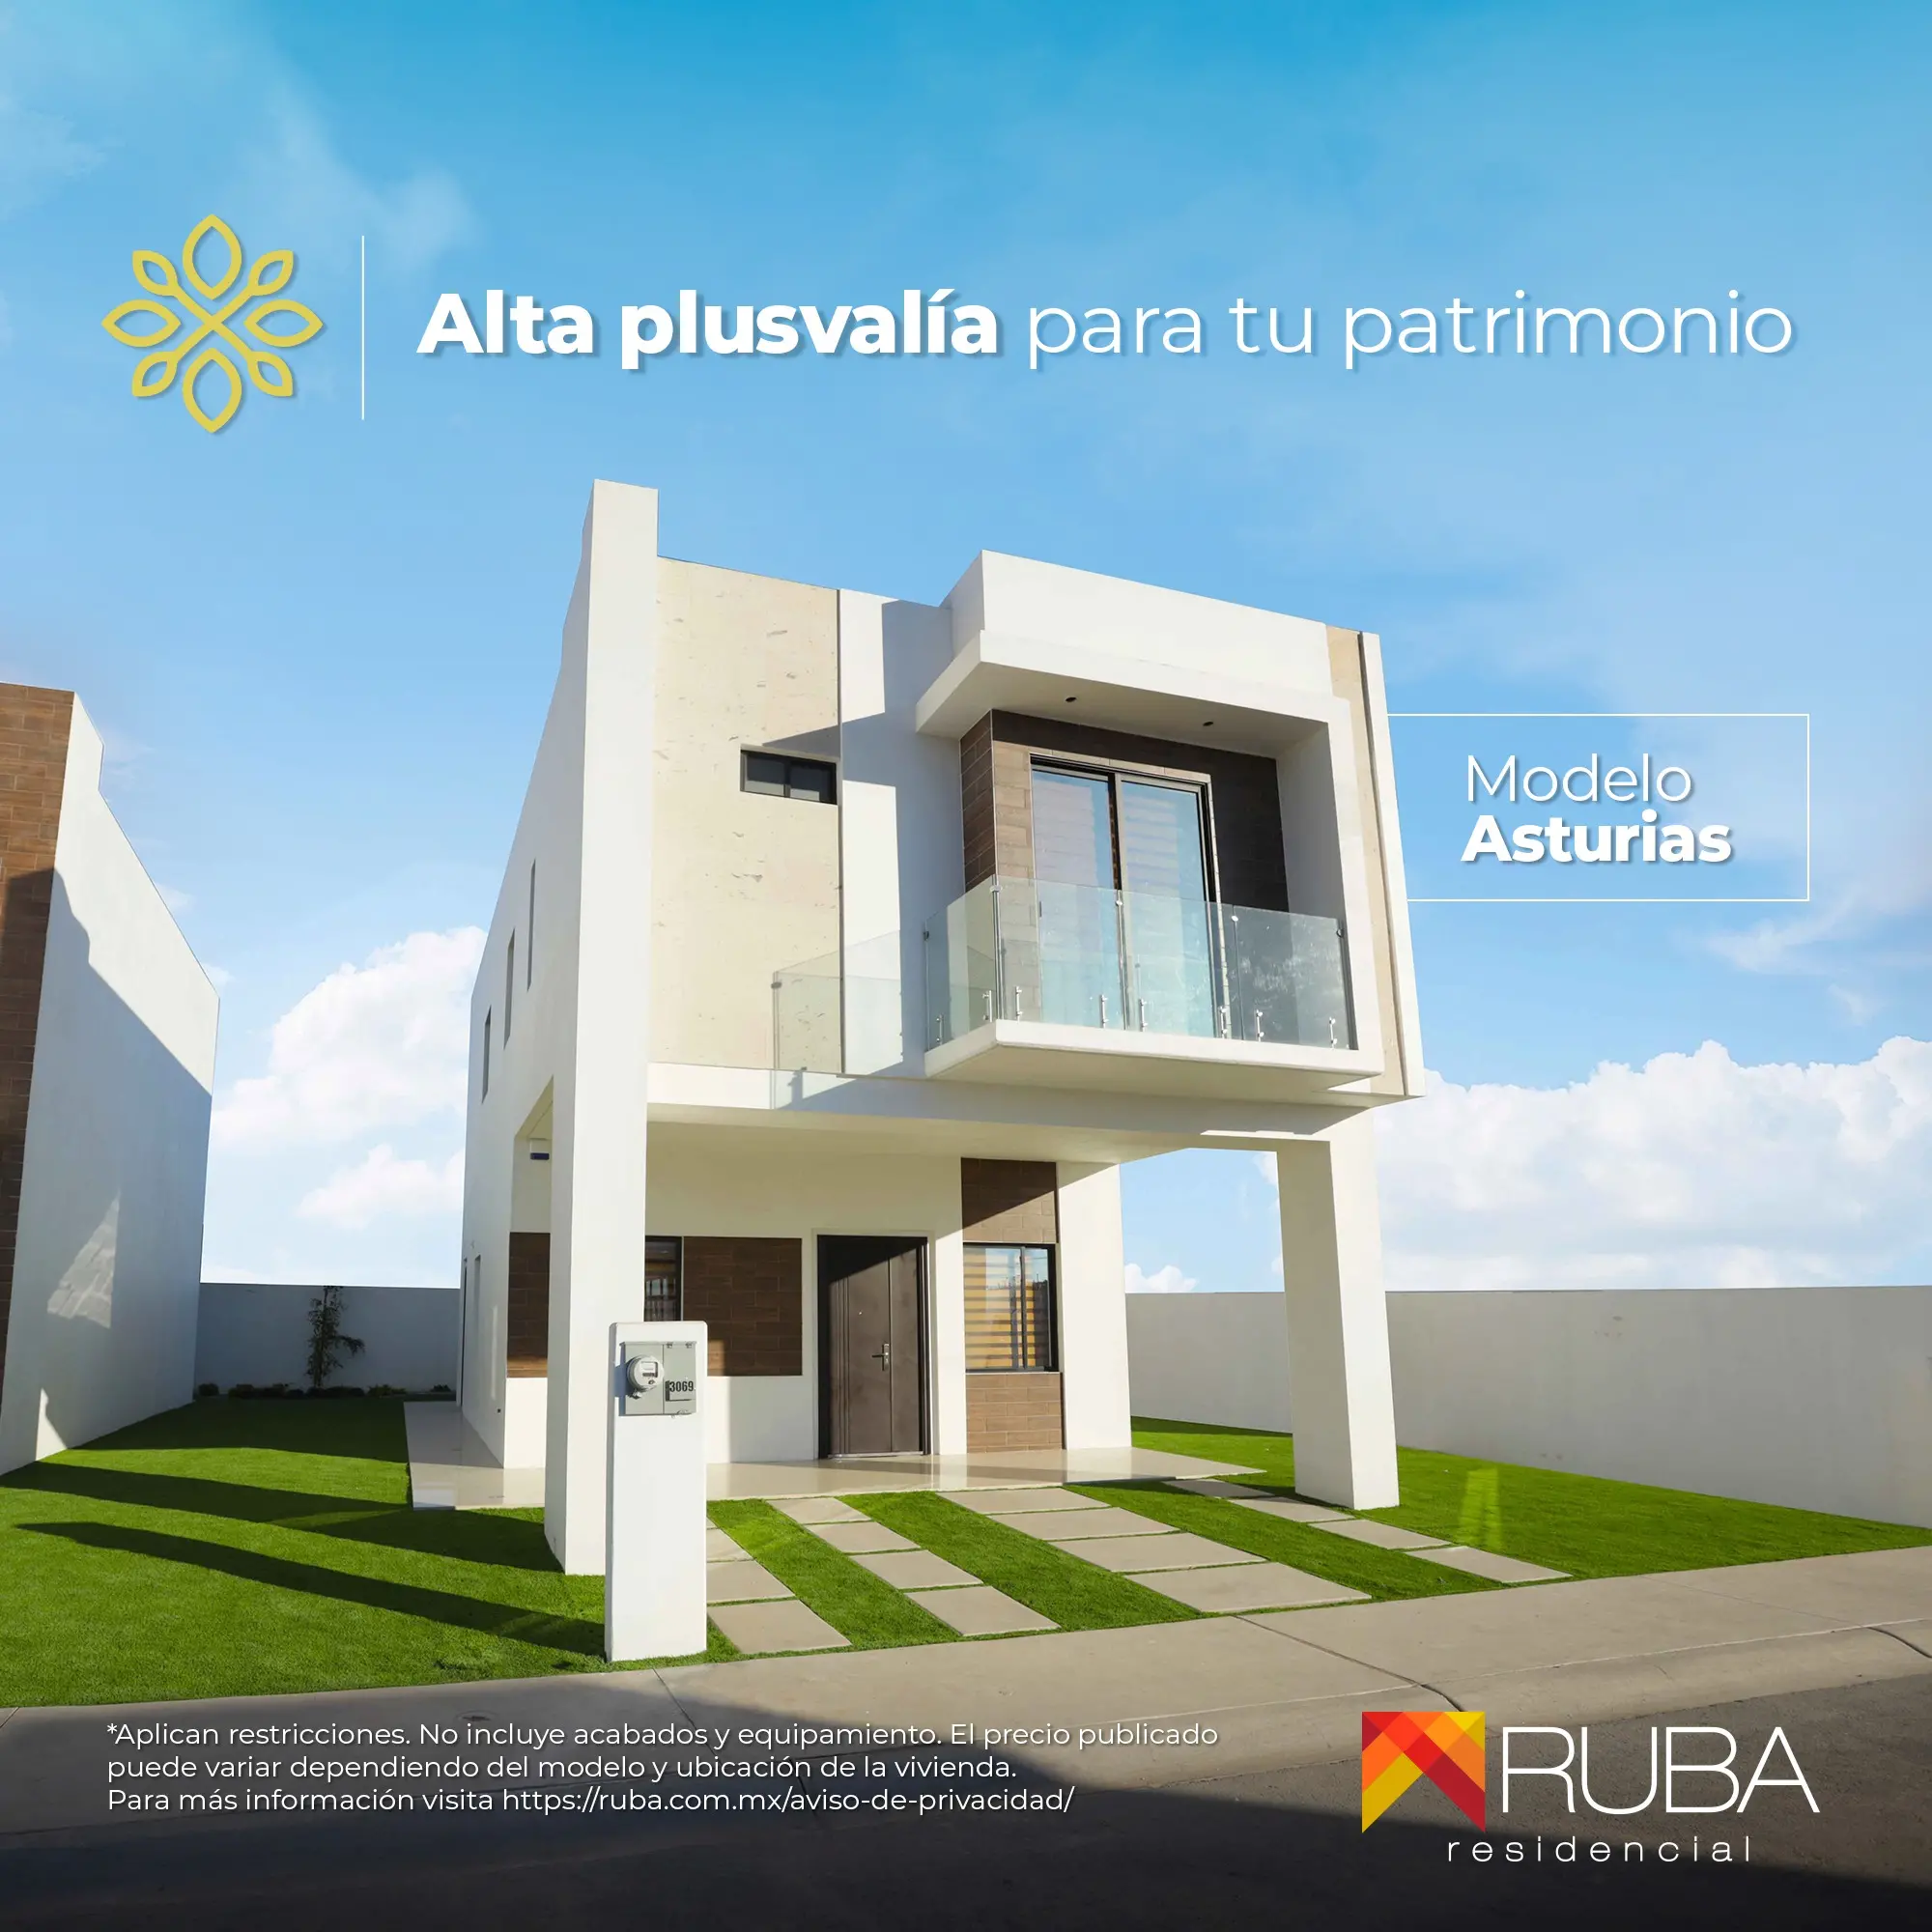 Alta plusvalía para tu patrimonio
Modelo
Asturias
3069
*Aplican restricciones. No incluye acabados y equipamiento. El precio publicado
puede variar dependiendo del modelo y ubicación de la vivienda.
Para más información visita https://ruba.com.mx/aviso-de-privacidad/
RUBA
residencial